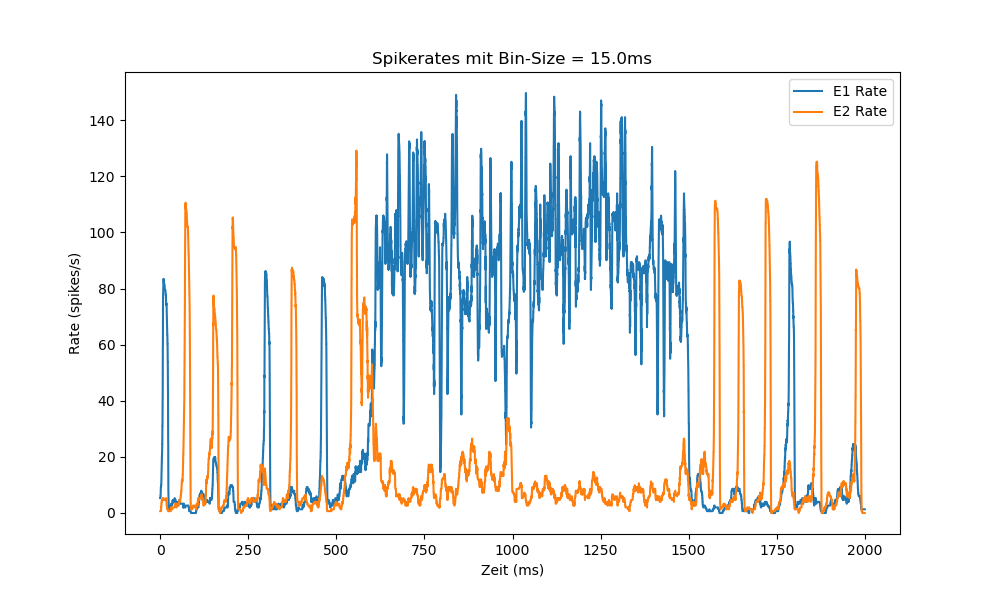 Spikerates mit Bin-Size = 15.0ms
E1 Rate
E2 Rate
Rate (spikes/s)
140
120
100
80
60
40
20
0
0 250 500 750 1000 1250 1500 1750 2000
Zeit (ms)